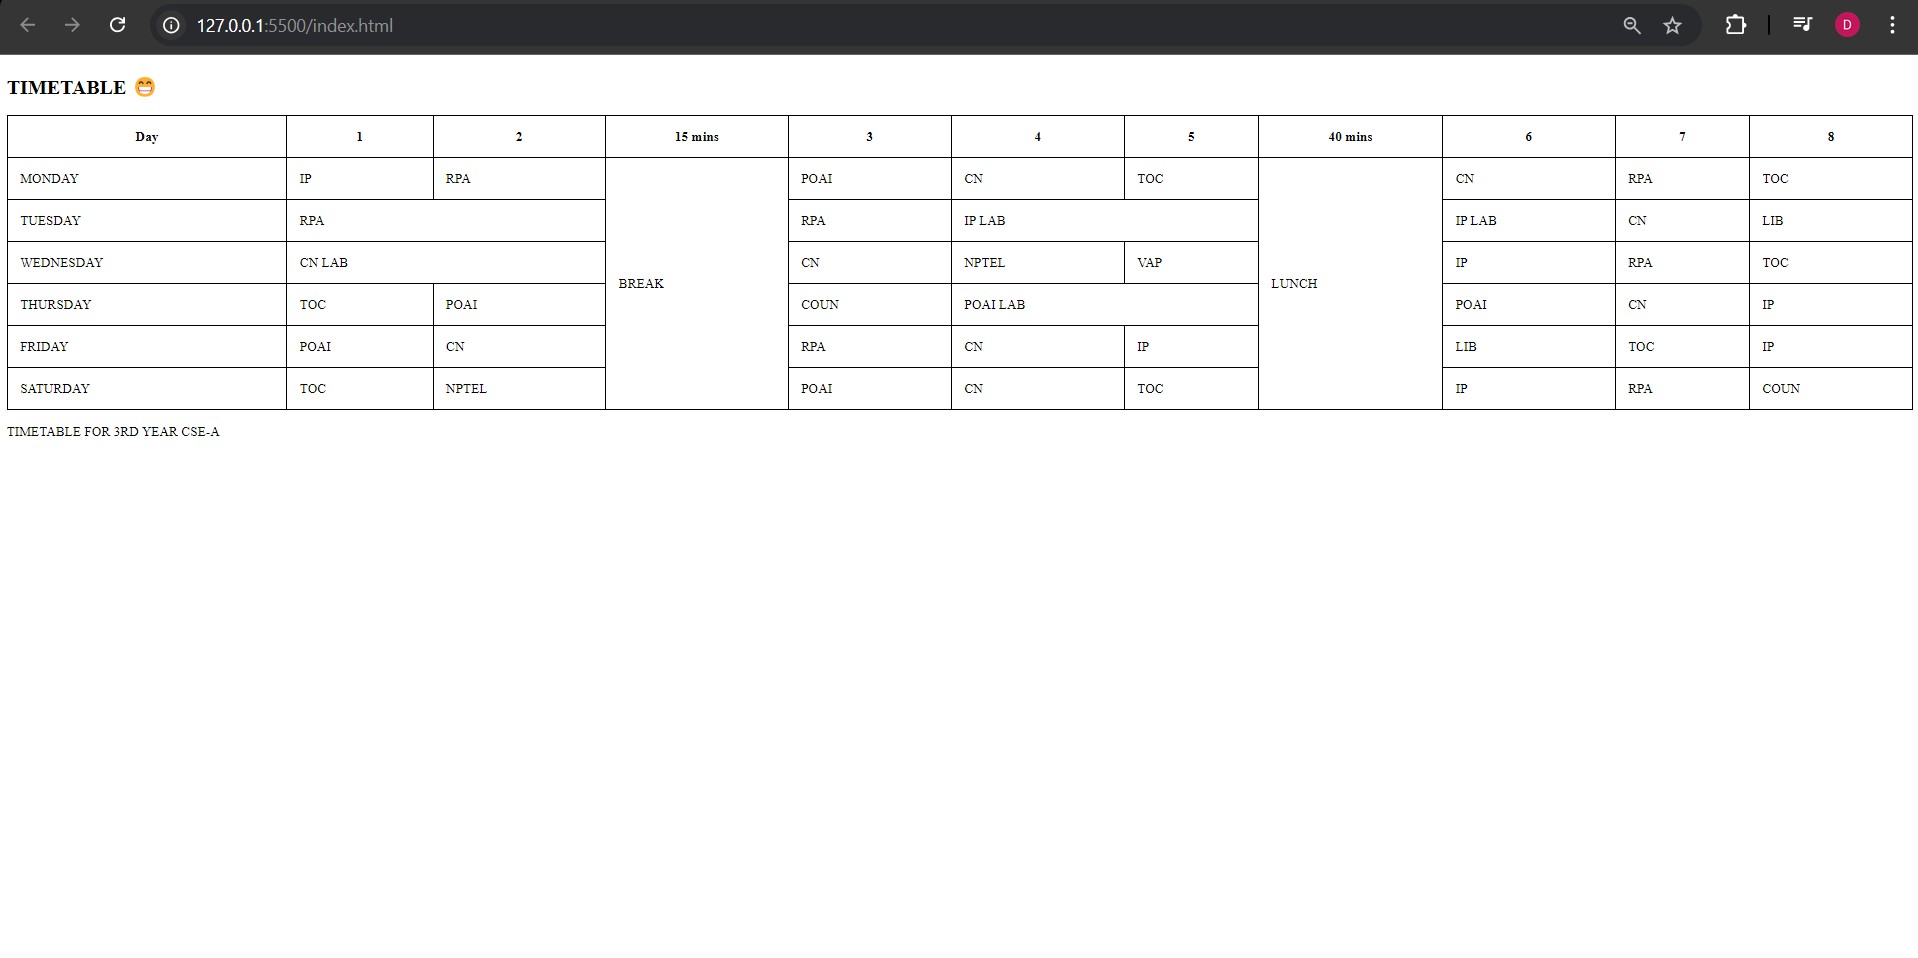 127.0.0.1:5500/index.html
D
TIMETABLE 😁
Day 1 2 15 mins 3 4 5 40 mins 6 7 8
MONDAY IP RPA POAI CN TOC CN RPA TOC
TUESDAY RPA RPA IP LAB IP LAB CN LIB
WEDNESDAY CN LAB CN NPTEL VAP IP RPA TOC
BREAK LUNCH
THURSDAY TOC POAI COUN POAI LAB POAI CN IP
FRIDAY POAI CN RPA CN IP LIB TOC IP
SATURDAY TOC NPTEL POAI CN TOC IP RPA COUN
TIMETABLE FOR 3RD YEAR CSE-A